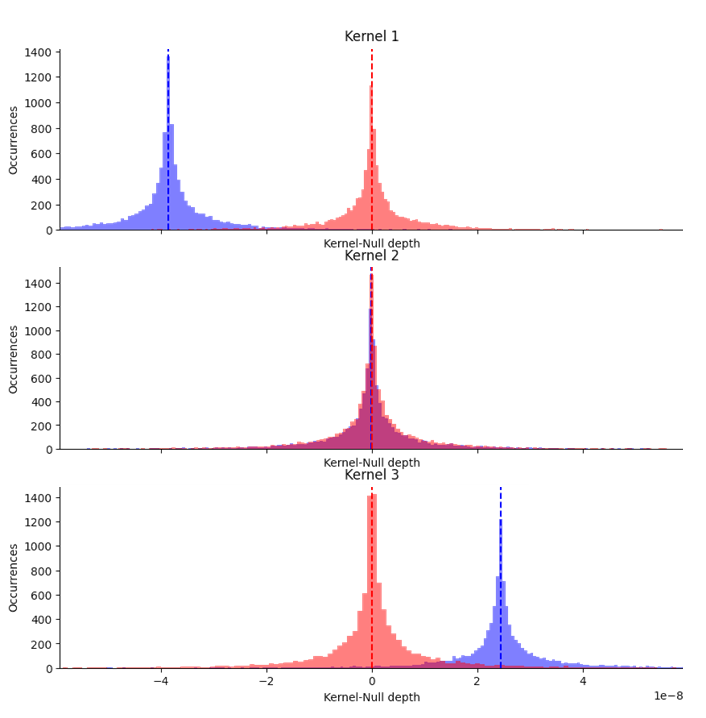 Kernel 1
1400
1200
1000
800
600
400
200
0
Occurrences
Kernel-Null depth
Kernel 2
1400
1200
1000
800
600
400
200
0
Occurrences
Kernel-Null depth
Kernel 3
1400
1200
1000
800
600
400
200
0
Occurrences
−4 −2 0 2 4
Kernel-Null depth
1e−8